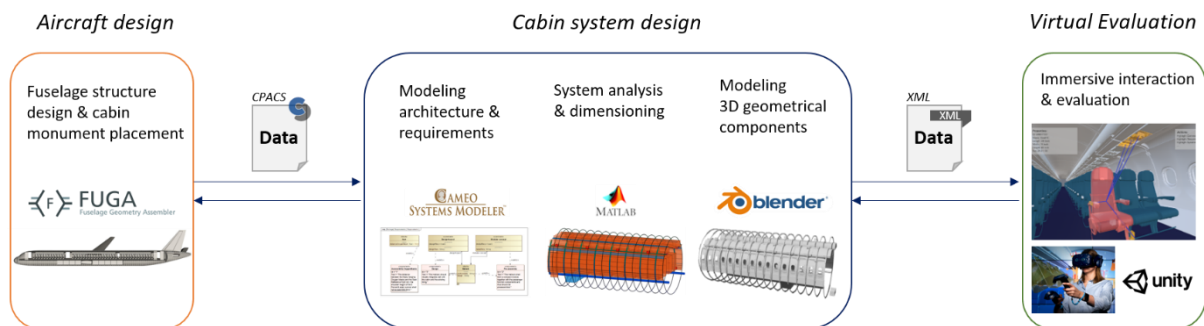 Aircraft design
Cabin system design
Virtual Evaluation
Fuselage structure
design & cabin
monument placement
{F} FUGA
Fuselage Geometry Assembler
CPACS
Data
Modeling
architecture &
requirements
CAMEO
SYSTEMS MODELER™
System analysis
& dimensioning
MATLAB
Modeling
3D geometrical
components
blender
XML
XML
Data
Immersive interaction
& evaluation
unity